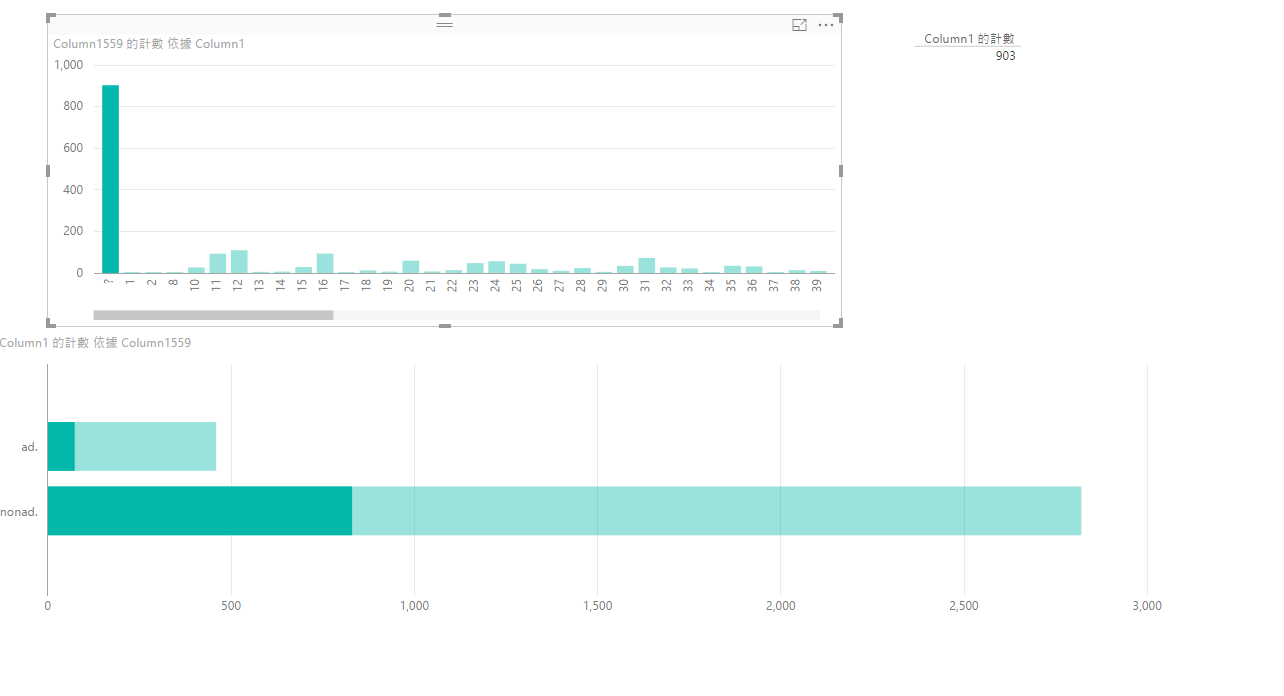 Column1559 的計數 依據 Column1
1,000
800
600
400
200
0
? 1 2 8 10 11 12 13 14 15 16 17 18 19 20 21 22 23 24 25 26 27 28 29 30 31 32 33 34 35 36 37 38 39
Column1 的計數
903
Column1 的計數 依據 Column1559
ad.
nonad.
0 500 1,000 1,500 2,000 2,500 3,000